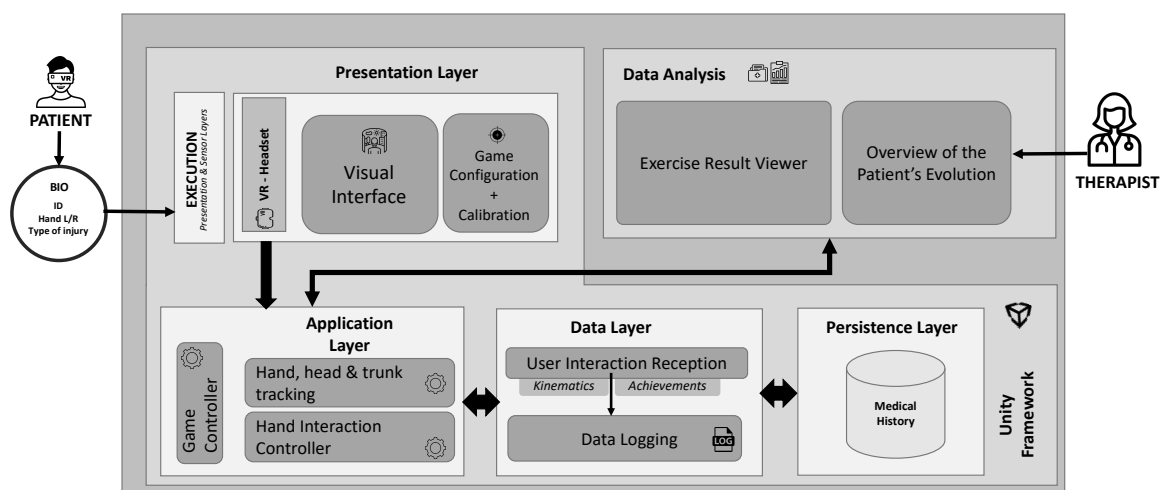 VR
PATIENT
BIO
ID
Hand L/R
Type of injury
EXECUTION
Presentation & Sensor Layers
Presentation Layer
VR - Headset
Visual
Interface
Game
Configuration
+
Calibration
Data Analysis
Exercise Result Viewer
Overview of the
Patient's Evolution
THERAPIST
Application
Layer
Game
Controller
Hand, head & trunk
tracking
Hand Interaction
Controller
Data Layer
User Interaction Reception
Kinematics
Achievements
Data Logging
LOG
Persistence Layer
Medical
History
Unity
Framework